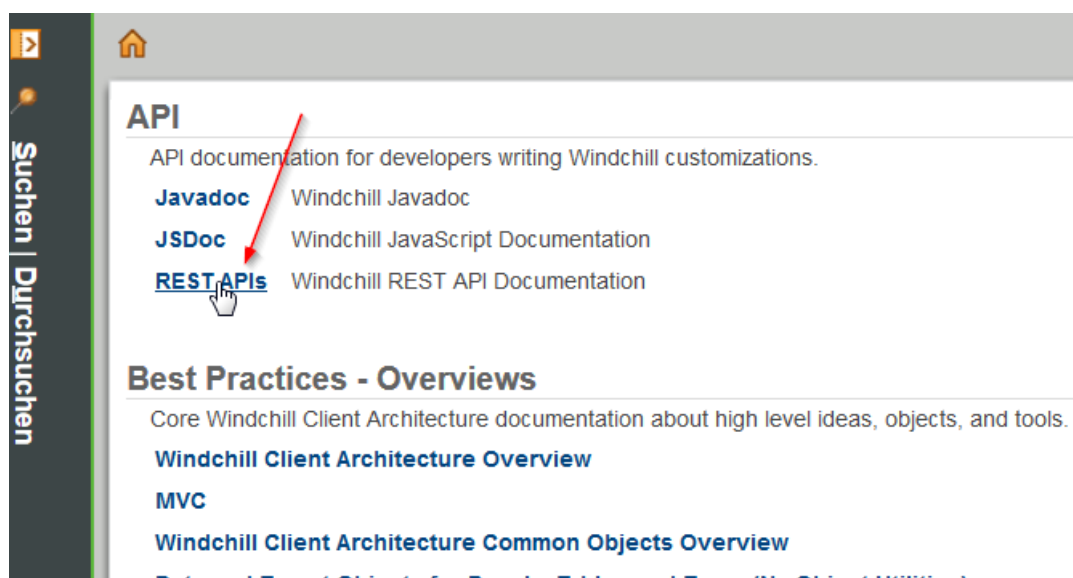 Suchen | Durchsuchen
API
API documentation for developers writing Windchill customizations.
Javadoc Windchill Javadoc
JSDoc Windchill JavaScript Documentation
REST APIs Windchill REST API Documentation
Best Practices - Overviews
Core Windchill Client Architecture documentation about high level ideas, objects, and tools.
Windchill Client Architecture Overview
MVC
Windchill Client Architecture Common Objects Overview